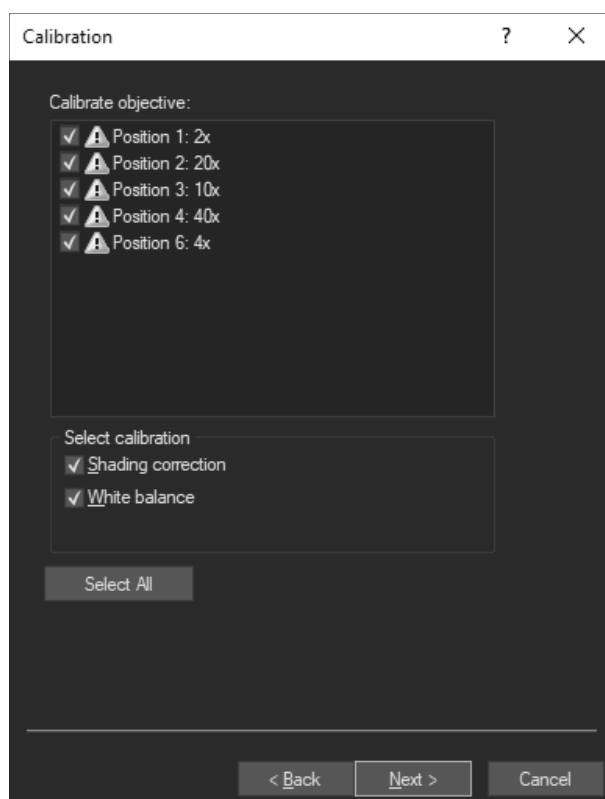 Calibration
?
Calibrate objective:
Position 1: 2x
Position 2: 20x
Position 3: 10x
Position 4: 40x
Position 6: 4x
Select calibration
Shading correction
White balance
Select All
< Back Next > Cancel